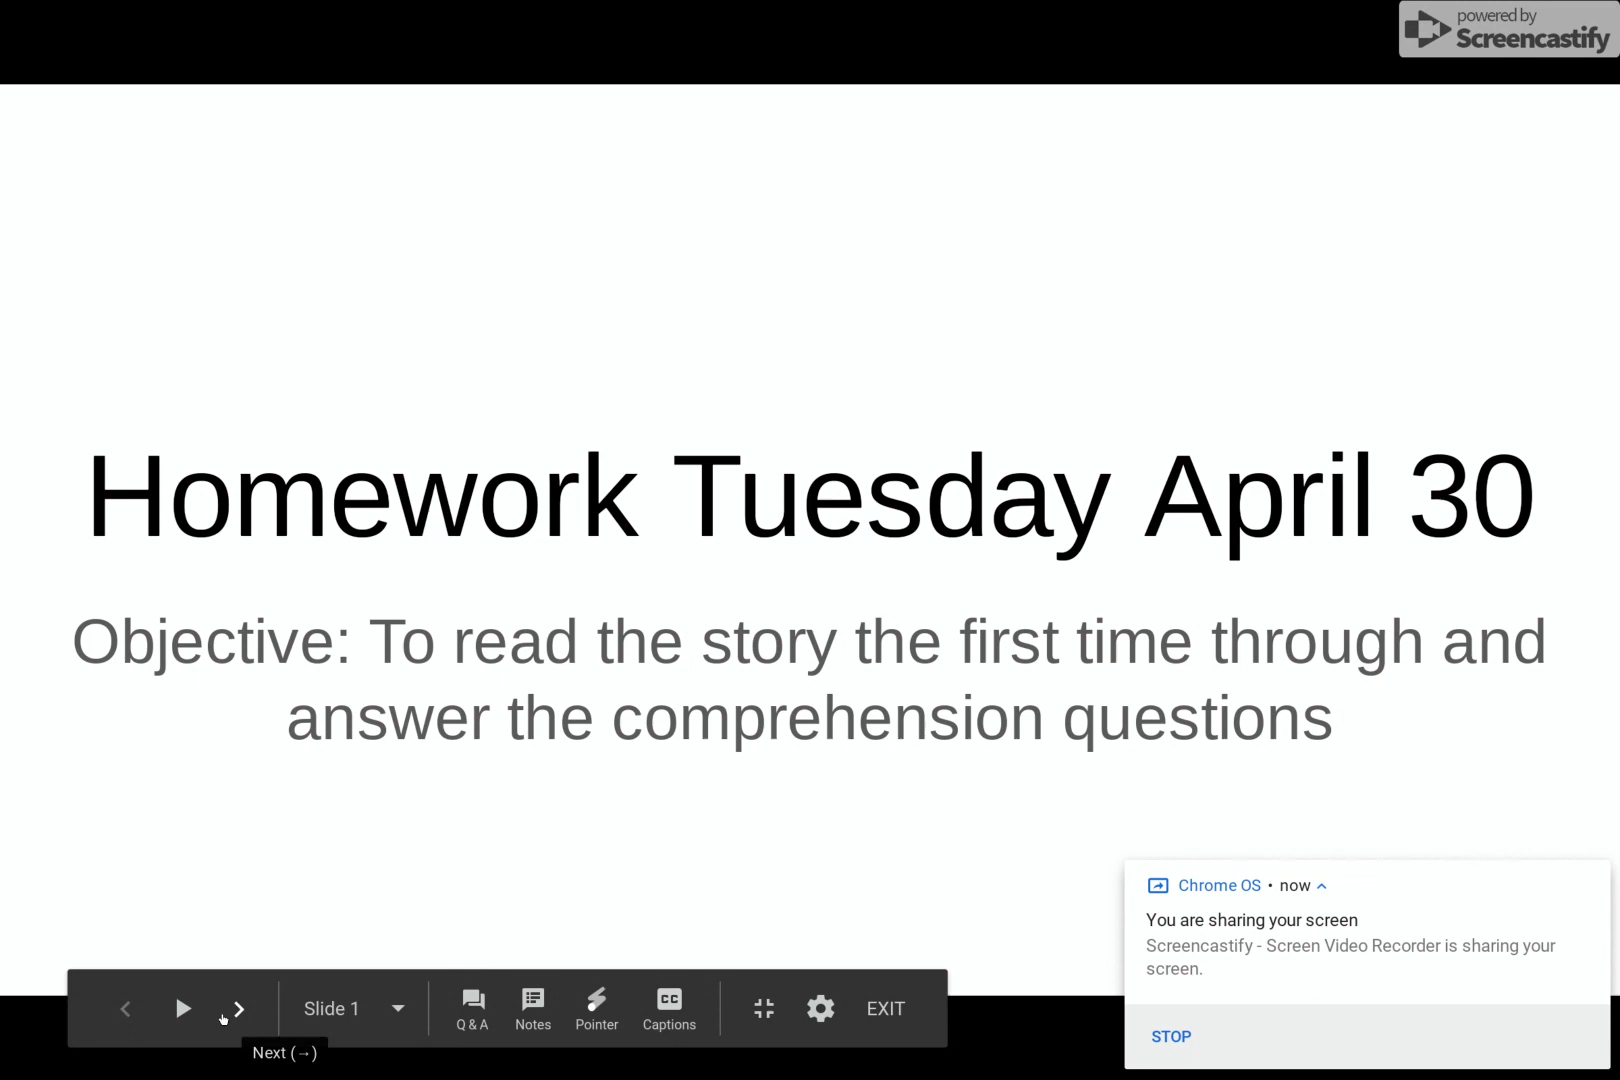 powered by
Screencastify
Homework Tuesday April 30
Objective: To read the story the first time through and
answer the comprehension questions
Chrome OS • now
You are sharing your screen
Screencastify - Screen Video Recorder is sharing your
screen.
STOP
Slide 1
Q & A
Notes
Pointer
CC
Captions
EXIT
Next (→)